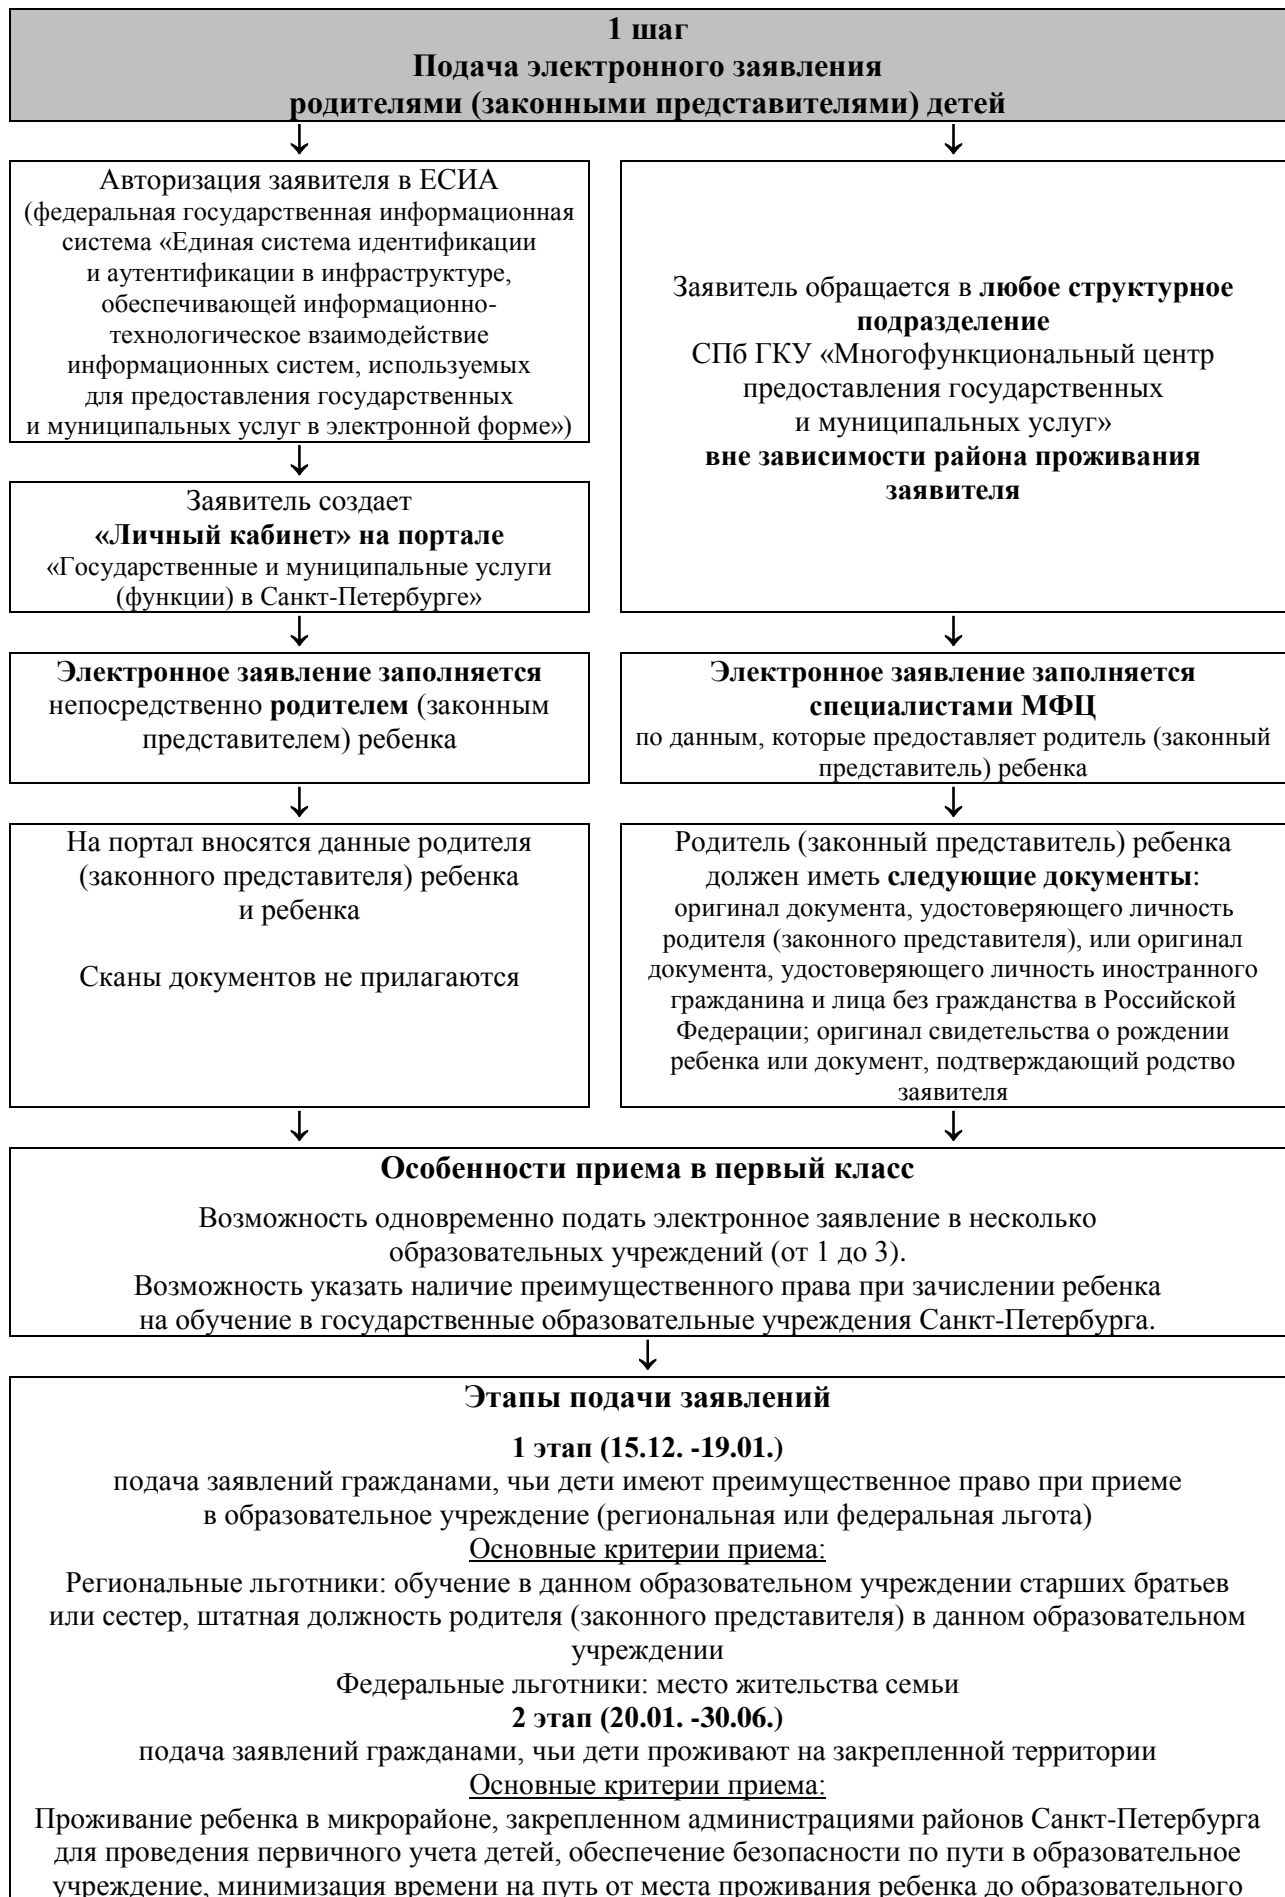 1 шаг
Подача электронного заявления
родителями (законными представителями) детей
Авторизация заявителя в ЕСИА
(федеральная государственная информационная
система «Единая система идентификации
и аутентификации в инфраструктуре,
обеспечивающей информационно-
технологическое взаимодействие
информационных систем, используемых
для предоставления государственных
и муниципальных услуг в электронной форме»)
Заявитель создает
«Личный кабинет» на портале
«Государственные и муниципальные услуги
(функции) в Санкт-Петербурге»
Электронное заявление заполняется
непосредственно родителем (законным
представителем) ребенка
На портал вносятся данные родителя
(законного представителя) ребенка
и ребенка
Сканы документов не прилагаются
Заявитель обращается в любое структурное
подразделение
СПб ГКУ «Многофункциональный центр
предоставления государственных
и муниципальных услуг»
вне зависимости района проживания
заявителя
Электронное заявление заполняется
специалистами МФЦ
по данным, которые предоставляет родитель (законный
представитель) ребенка
Родитель (законный представитель) ребенка
должен иметь следующие документы:
оригинал документа, удостоверяющего личность
родителя (законного представителя), или оригинал
документа, удостоверяющего личность иностранного
гражданина и лица без гражданства в Российской
Федерации; оригинал свидетельства о рождении
ребенка или документ, подтверждающий родство
заявителя
Особенности приема в первый класс
Возможность одновременно подать электронное заявление в несколько
образовательных учреждений (от 1 до 3).
Возможность указать наличие преимущественного права при зачислении ребенка
на обучение в государственные образовательные учреждения Санкт-Петербурга.
Этапы подачи заявлений
1 этап (15.12. -19.01.)
подача заявлений гражданами, чьи дети имеют преимущественное право при приеме
в образовательное учреждение (региональная или федеральная льгота)
Основные критерии приема:
Региональные льготники: обучение в данном образовательном учреждении старших братьев
или сестер, штатная должность родителя (законного представителя) в данном образовательном
учреждении
Федеральные льготники: место жительства семьи
2 этап (20.01. -30.06.)
подача заявлений гражданами, чьи дети проживают на закрепленной территории
Основные критерии приема:
Проживание ребенка в микрорайоне, закрепленном администрациями районов Санкт-Петербурга
для проведения первичного учета детей, обеспечение безопасности по пути в образовательное
учреждение, минимизация времени на путь от места проживания ребенка до образовательного